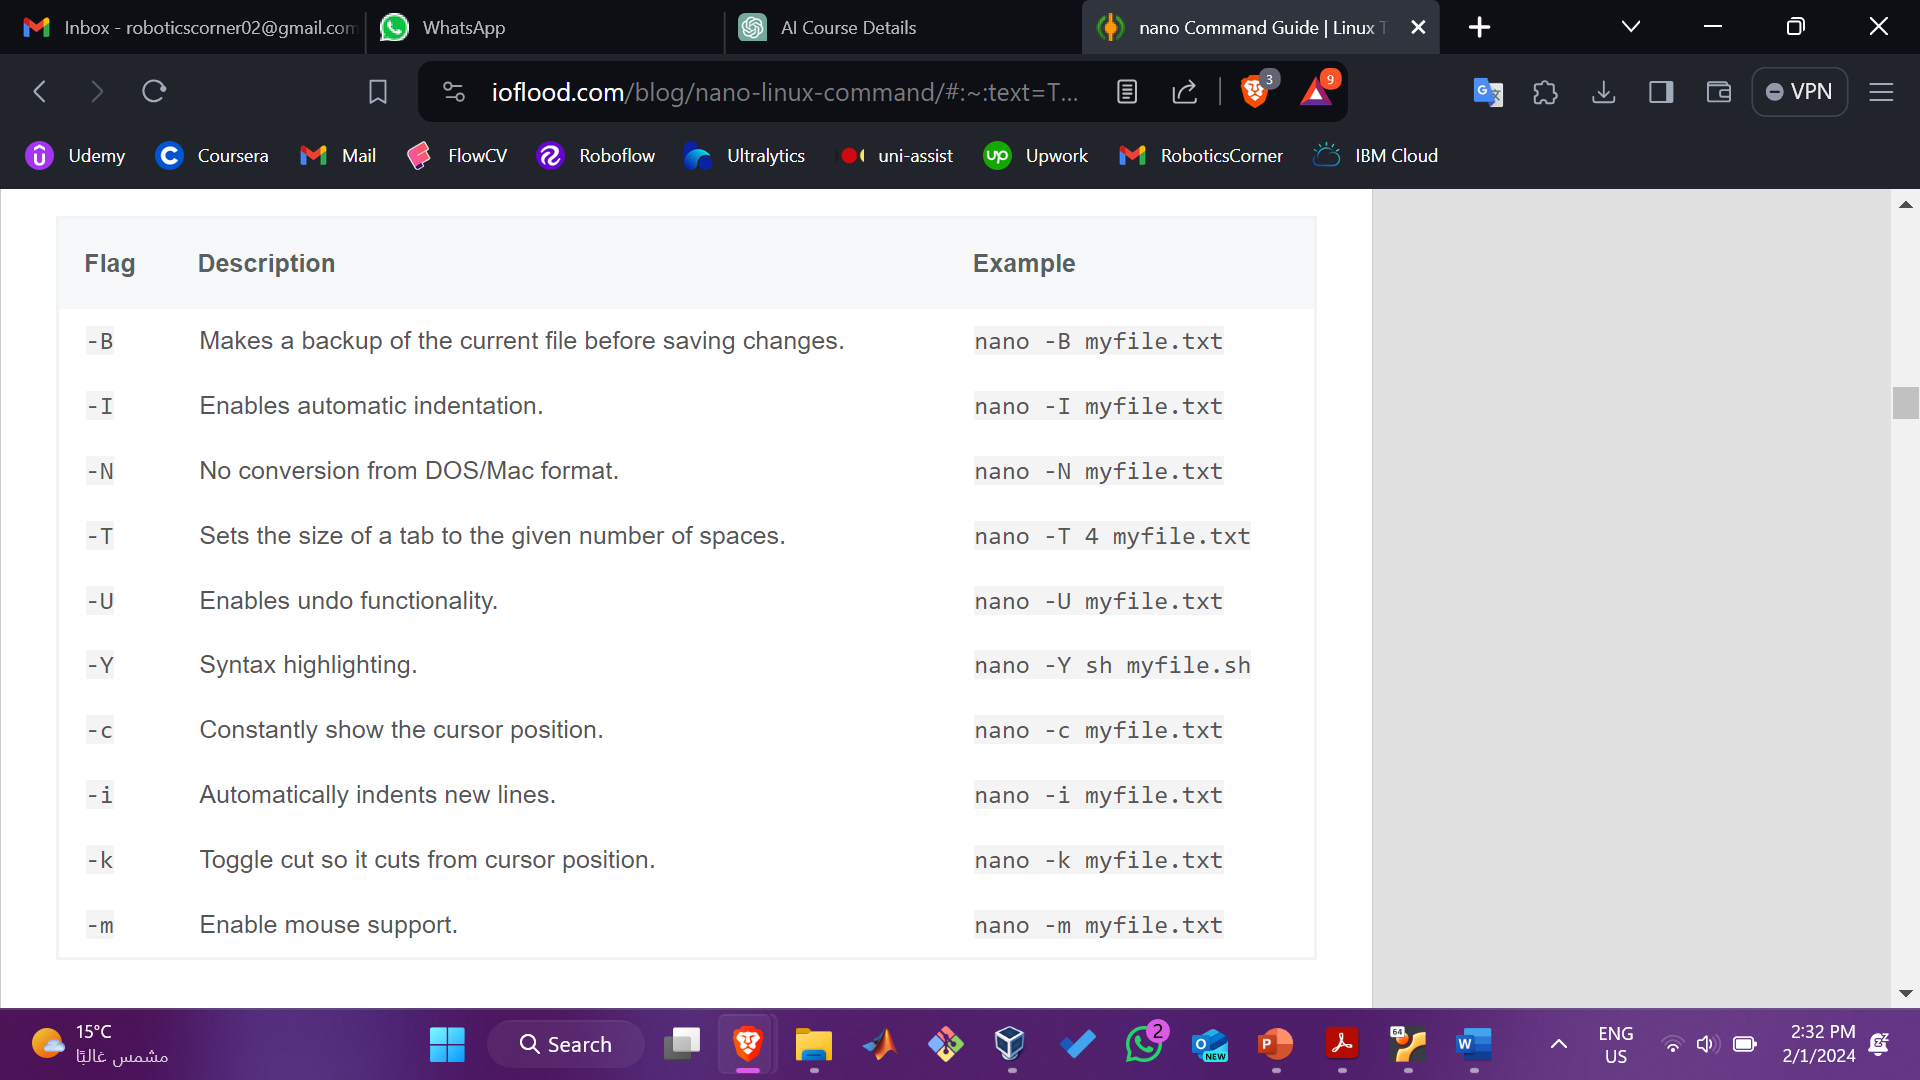 Inbox - roboticscorner02@gmail.com
WhatsApp
AI Course Details
nano Command Guide | Linux T
ioflood.com/blog/nano-linux-command/#:~:text=T...
3
9
VPN
Udemy
Coursera
Mail
FlowCV
Roboflow
Ultralytics
uni-assist
up Upwork
RoboticsCorner
IBM Cloud
Flag Description Example
-B Makes a backup of the current file before saving changes. nano -B myfile.txt
-I Enables automatic indentation. nano -I myfile.txt
-N No conversion from DOS/Mac format. nano -N myfile.txt
-T Sets the size of a tab to the given number of spaces. nano -T 4 myfile.txt
-U Enables undo functionality. nano -U myfile.txt
-Y Syntax highlighting. nano -Y sh myfile.sh
-c Constantly show the cursor position. nano -c myfile.txt
-i Automatically indents new lines. nano -i myfile.txt
-k Toggle cut so it cuts from cursor position. nano -k myfile.txt
-m Enable mouse support. nano -m myfile.txt
15°C
مشمس غالبًا
Search
2
NEW
64
ENG
US
2:32 PM
2/1/2024